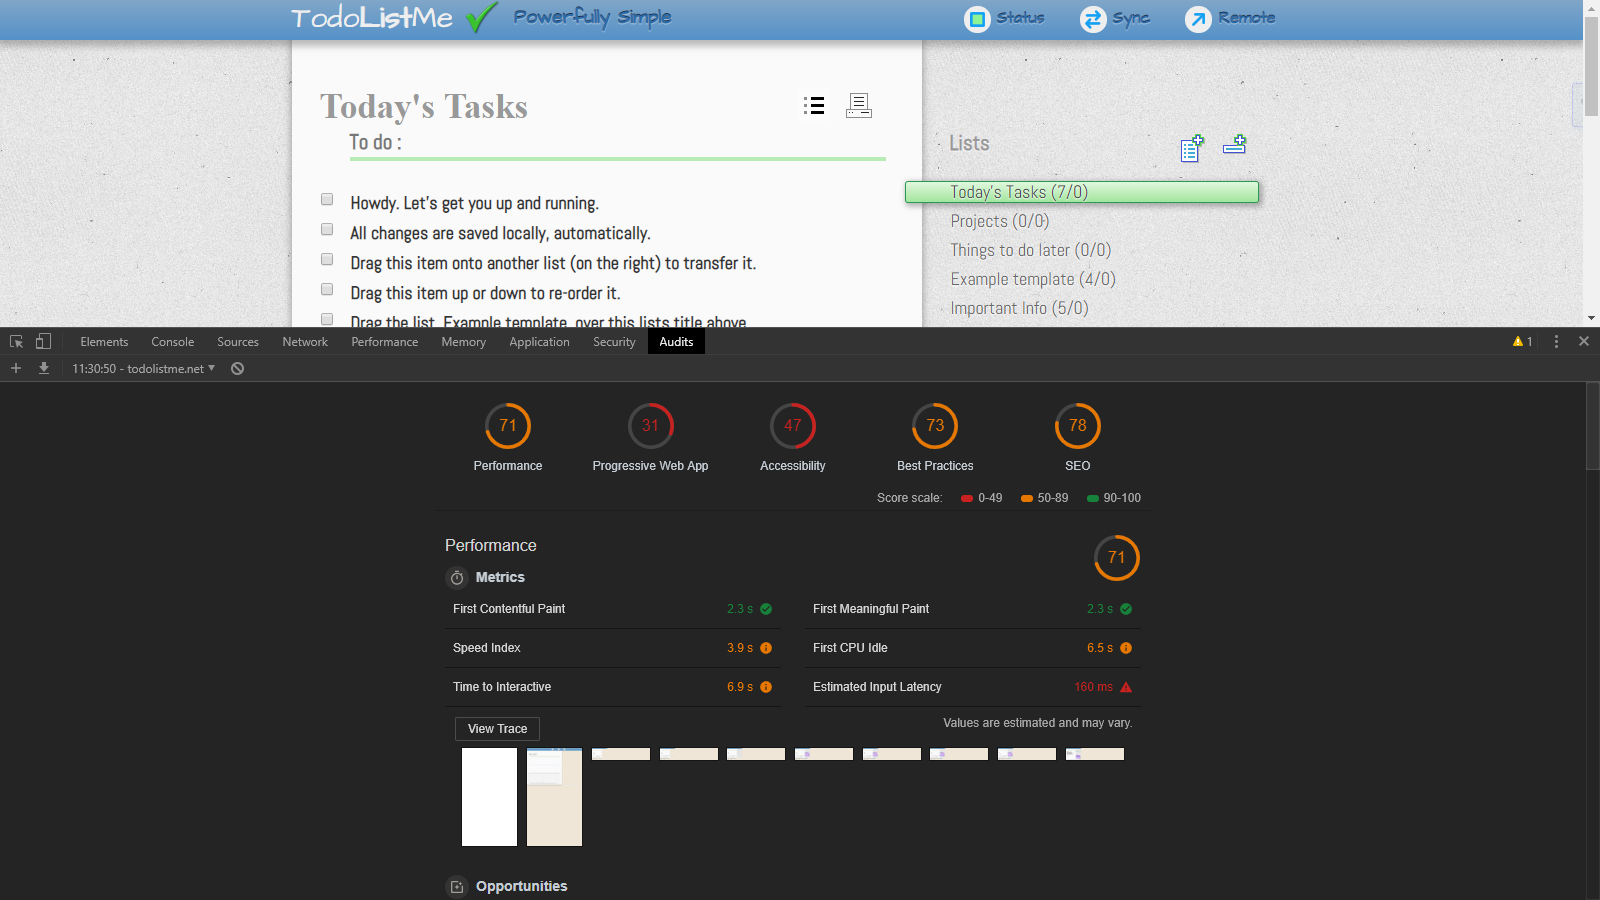 TodoListMe Powerfully Simple Status Sync Remote
Today's Tasks
To do :
Lists
Howdy. Let's get you up and running.
All changes are saved locally, automatically.
Drag this item onto another list (on the right) to transfer it.
Drag this item up or down to re-order it.
Drag the list, Example template, over this lists title above
Today's Tasks (7/0)
Projects (0/0)
Things to do later (0/0)
Example template (4/0)
Important Info (5/0)
Elements Console Sources Network Performance Memory Application Security Audits 1
11:30:50 - todolistme.net
71 31 47 73 78
Performance Progressive Web App Accessibility Best Practices SEO
Score scale: 0-49 50-89 90-100
Performance 71
Metrics
First Contentful Paint 2.3 s First Meaningful Paint 2.3 s
Speed Index 3.9 s First CPU Idle 6.5 s
Time to Interactive 6.9 s Estimated Input Latency 160 ms
View Trace Values are estimated and may vary.
Opportunities